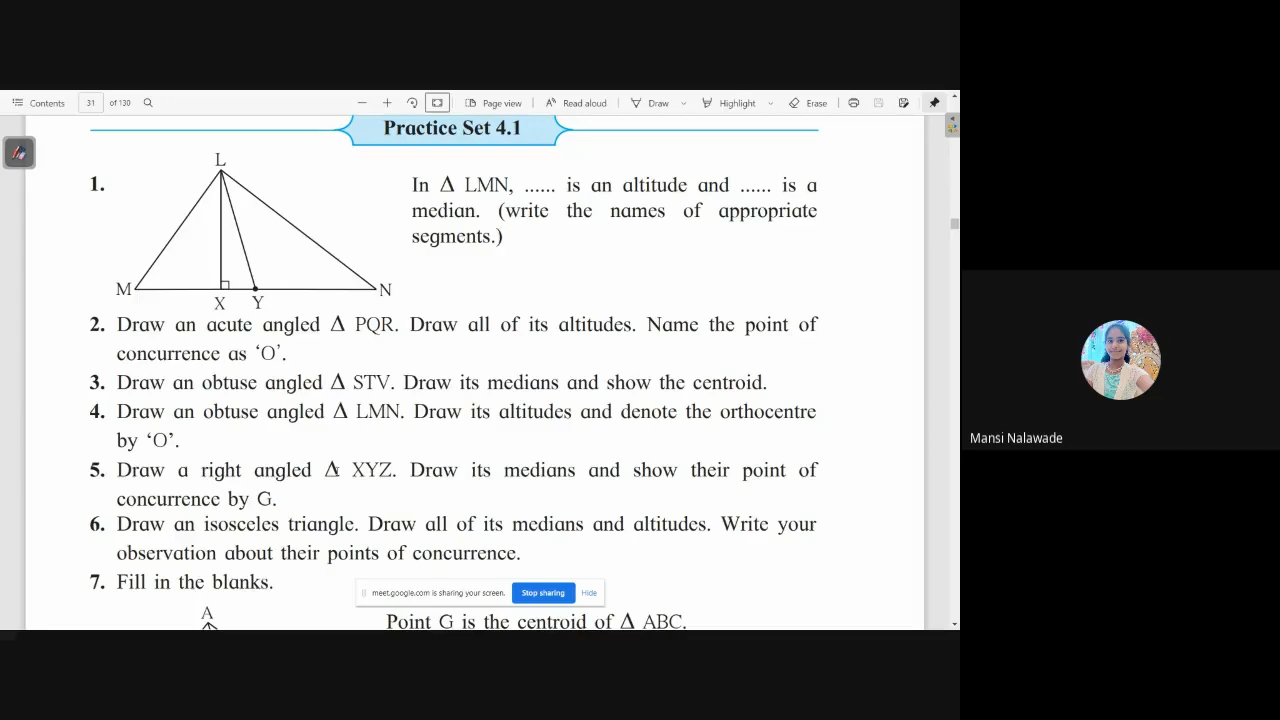 Contents 31 of 130 Page view Read aloud Draw Highlight Erase
Practice Set 4.1
1.
L
M
X
Y
N
In Δ LMN, ...... is an altitude and ...... is a
median. (write the names of appropriate
segments.)
2. Draw an acute angled Δ PQR. Draw all of its altitudes. Name the point of
concurrence as ‘O’.
3. Draw an obtuse angled Δ STV. Draw its medians and show the centroid.
4. Draw an obtuse angled Δ LMN. Draw its altitudes and denote the orthocentre
by ‘O’.
5. Draw a right angled Δ XYZ. Draw its medians and show their point of
concurrence by G.
6. Draw an isosceles triangle. Draw all of its medians and altitudes. Write your
observation about their points of concurrence.
7. Fill in the blanks.
meet.google.com is sharing your screen. Stop sharing Hide
A
Point G is the centroid of Δ ABC.
Mansi Nalawade